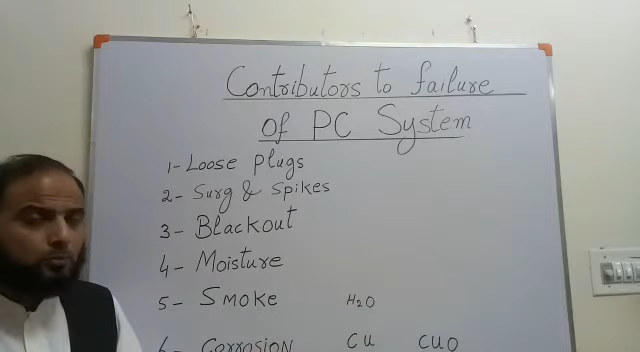 Contributors to failure
of PC System
1- Loose plugs
2- Surg & Spikes
3- Blackout
4- Moisture
5- Smoke H2O
6- Corrosion Cu CuO